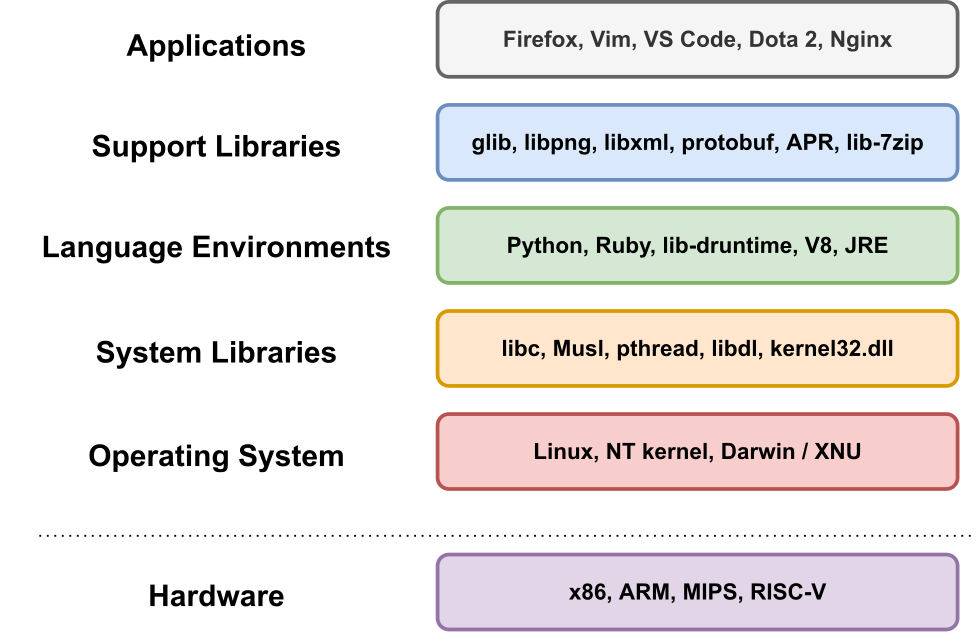 Applications
Firefox, Vim, VS Code, Dota 2, Nginx
Support Libraries
glib, libpng, libxml, protobuf, APR, lib-7zip
Language Environments
Python, Ruby, lib-druntime, V8, JRE
System Libraries
libc, Musl, pthread, libdl, kernel32.dll
Operating System
Linux, NT kernel, Darwin / XNU
Hardware
x86, ARM, MIPS, RISC-V